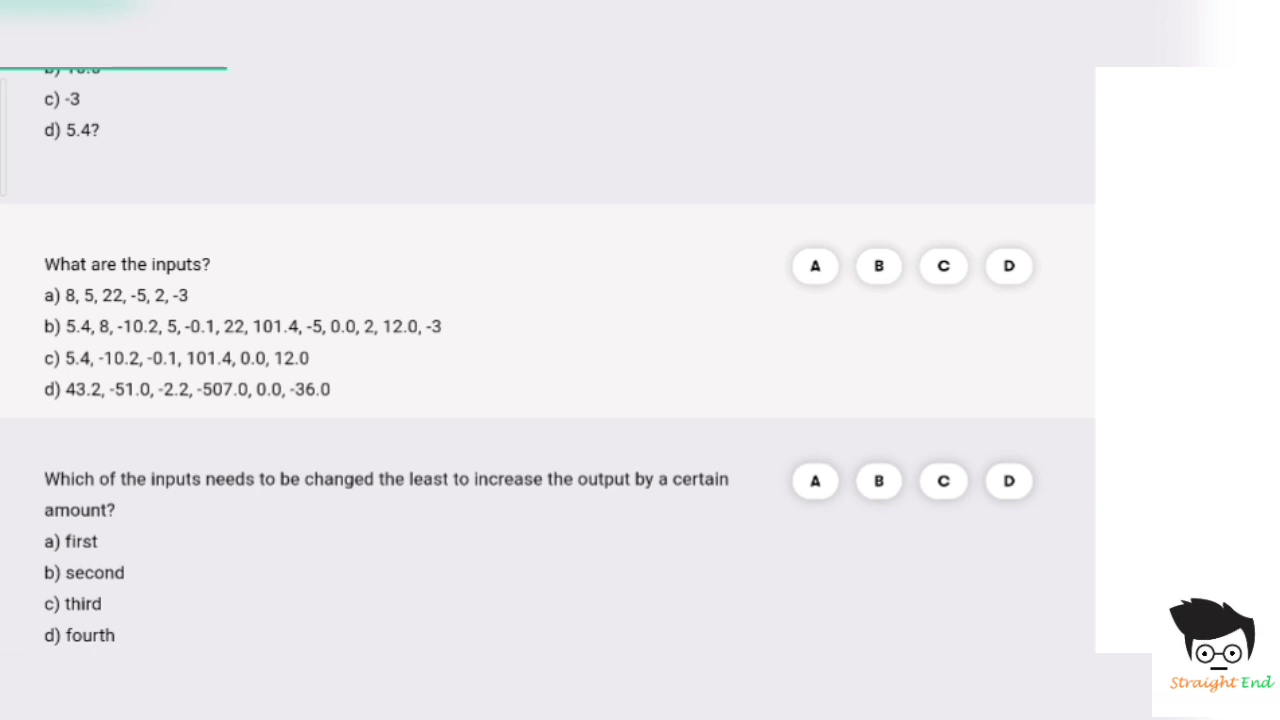 c) -3
d) 5.4?
What are the inputs?
A B C D
a) 8, 5, 22, -5, 2, -3
b) 5.4, 8, -10.2, 5, -0.1, 22, 101.4, -5, 0.0, 2, 12.0, -3
c) 5.4, -10.2, -0.1, 101.4, 0.0, 12.0
d) 43.2, -51.0, -2.2, -507.0, 0.0, -36.0
Which of the inputs needs to be changed the least to increase the output by a certain
A B C D
amount?
a) first
b) second
c) third
d) fourth
Straight End